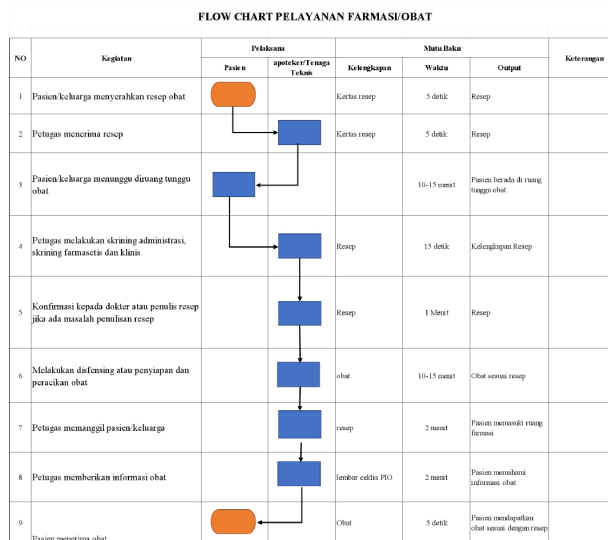 FLOW CHART PELAYANAN FARMASI/OBAT
NO
Kegiatan
Pelaksana
Mutu Baku
Keterangan
Pasien
apoteker/Tenaga
Teknis
Kelengkapan
Waktu
Output
1
Pasien/keluarga menyerahkan resep obat
Kertas resep
5 detik
Resep
2
Petugas menerima resep
Kertas resep
5 detik
Resep
3
Pasien/keluarga menunggu diruang tunggu
obat
10-15 menit
Pasien berada di ruang
tunggu obat
4
Petugas melakukan skrining administrasi,
skrining farmasetis dan klinis
Resep
15 detik
Kelengkapan Resep
5
Konfirmasi kepada dokter atau penulis resep
jika ada masalah penulisan resep
Resep
1 Menit
Resep
6
Melakukan disfensing atau penyiapan dan
peracikan obat
obat
10-15 menit
Obat sesuai resep
7
Petugas memanggil pasien/keluarga
resep
2 menit
Pasien memasuki ruang
farmasi
8
Petugas memberikan informasi obat
lembar ceklis PIO
2 menit
Pasien memahami
informasi obat
9
Pasien menerima obat
Obat
5 detik
Pasien mendapatkan
obat sesuai dengan resep